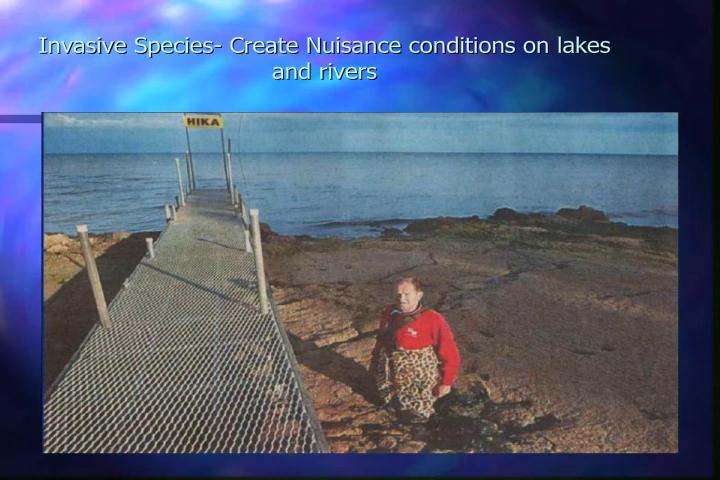 Invasive Species- Create Nuisance conditions on lakes
and rivers
HIKA